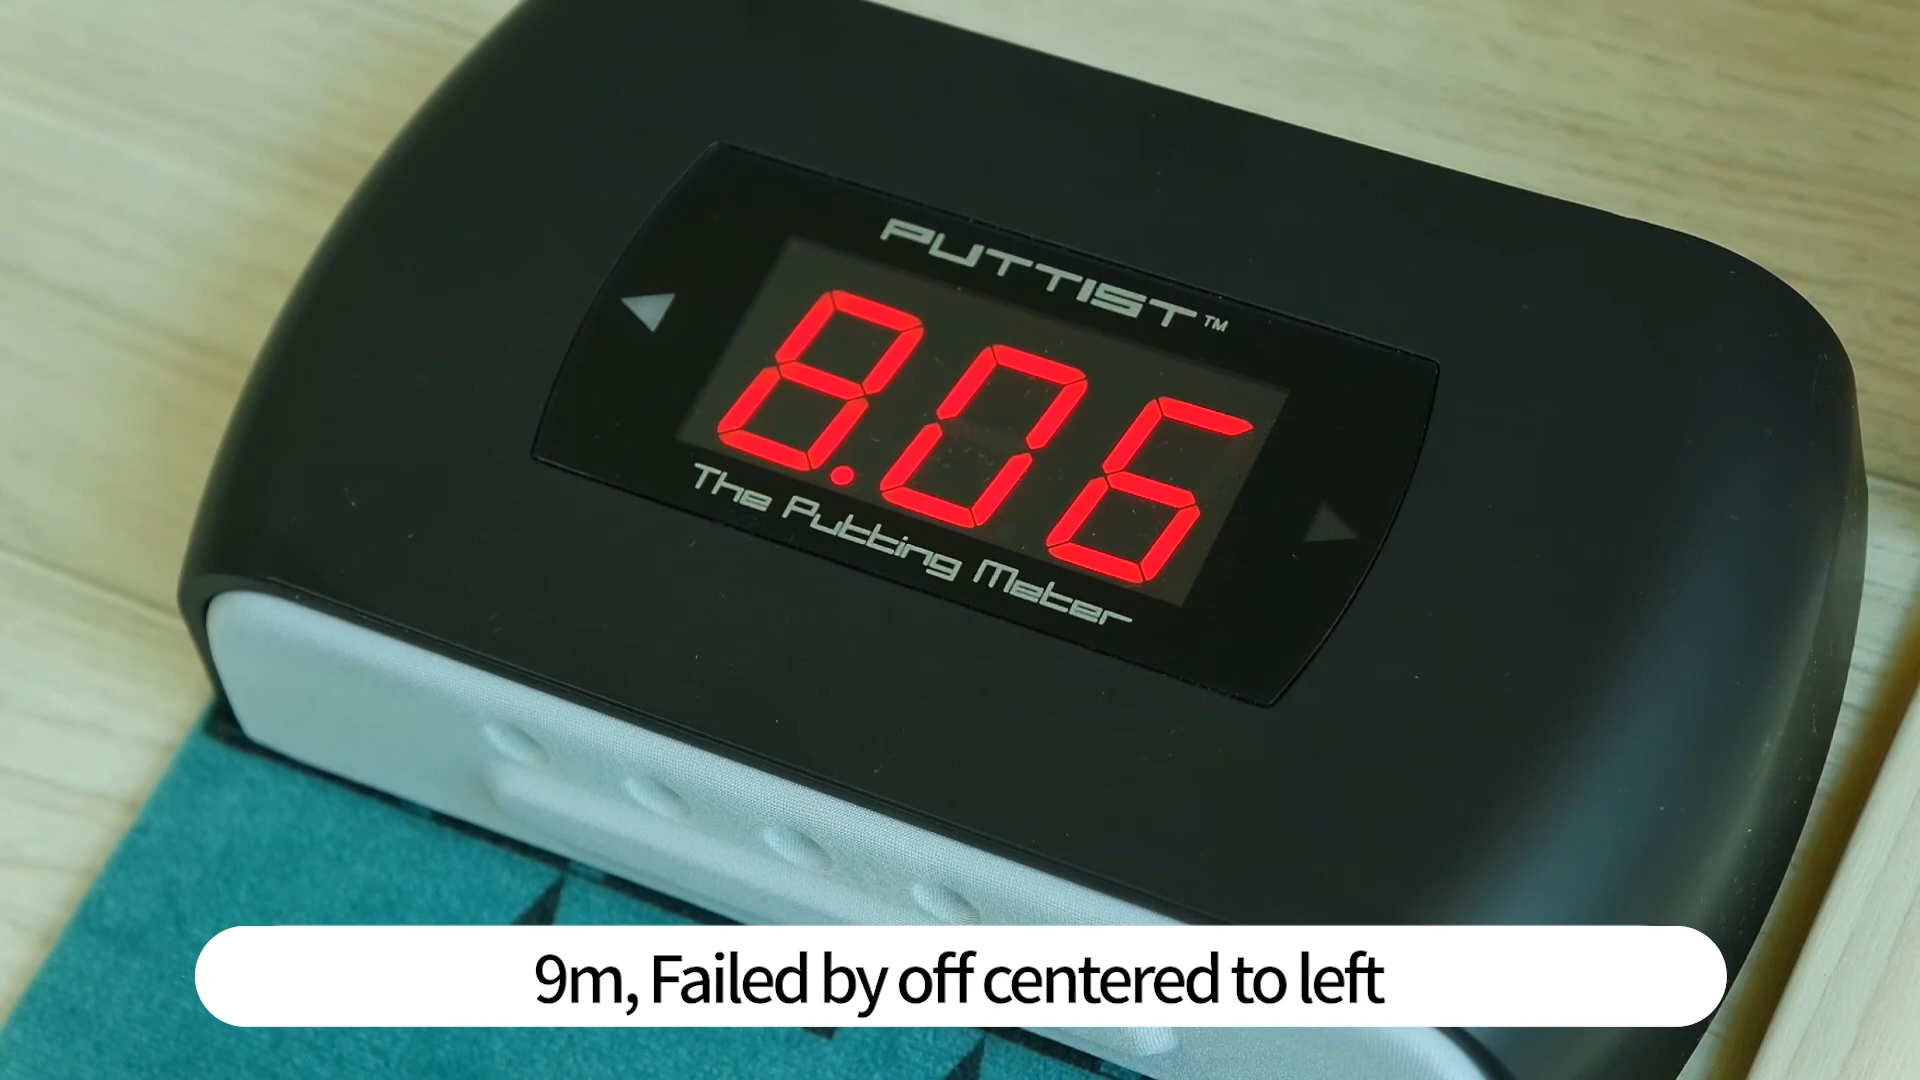 PUTTIST™
8.06
The Putting Meter
9m, Failed by off centered to left